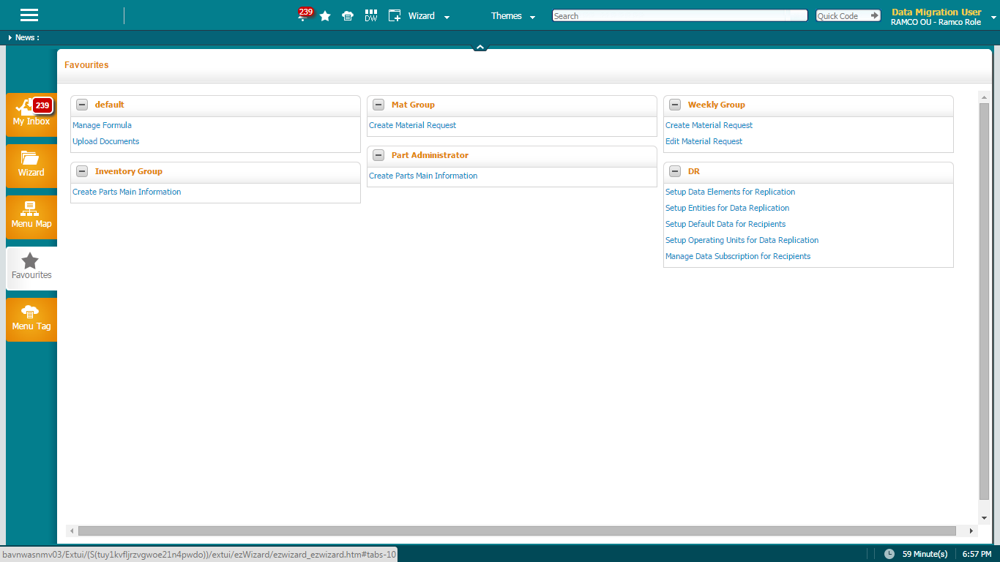 239
DW
Wizard
Themes
Search
Quick Code
Data Migration User
RAMCO OU - Ramco Role
News :
Favourites
239
My Inbox
Wizard
Menu Map
Favourites
Menu Tag
default
Manage Formula
Upload Documents
Inventory Group
Create Parts Main Information
Mat Group
Create Material Request
Part Administrator
Create Parts Main Information
Weekly Group
Create Material Request
Edit Material Request
DR
Setup Data Elements for Replication
Setup Entities for Data Replication
Setup Default Data for Recipients
Setup Operating Units for Data Replication
Manage Data Subscription for Recipients
bavnwasnmv03/Extui/(S(tuy1kvfljrzvgwoe21n4pwdo))/extui/ezWizard/ezwizard_ezwizard.htm#tabs-10
59 Minute(s)
6:57 PM